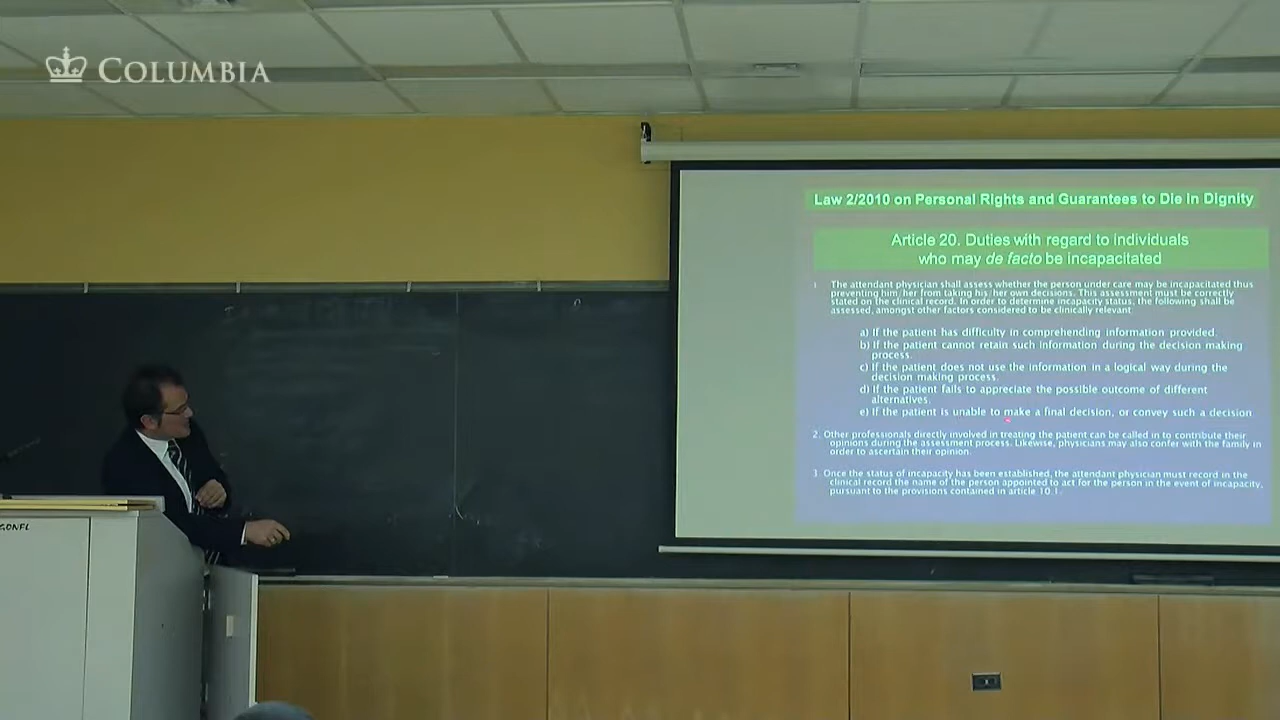 COLUMBIA
Law 2/2010 on Personal Rights and Guarantees to Die in Dignity
Article 20. Duties with regard to individuals
who may de facto be incapacitated
1. The attendant physician shall assess whether the person under care may be incapacitated thus
preventing him/her from taking his/her own decisions. This assessment must be correctly
stated on the clinical record. In order to determine incapacity status, the following shall be
assessed, amongst other factors considered to be clinically relevant
a) If the patient has difficulty in comprehending information provided.
b) If the patient cannot retain such information during the decision making
process.
c) If the patient does not use the information in a logical way during the
decision making process.
d) If the patient fails to appreciate the possible outcome of different
alternatives.
e) If the patient is unable to make a final decision, or convey such a decision
2. Other professionals directly involved in treating the patient can be called in to contribute their
opinions during the assessment process. Likewise, physicians may also confer with the family in
order to ascertain their opinion.
3. Once the status of incapacity has been established, the attendant physician must record in the
clinical record the name of the person appointed to act for the person in the event of incapacity,
pursuant to the provisions contained in article 10.1.